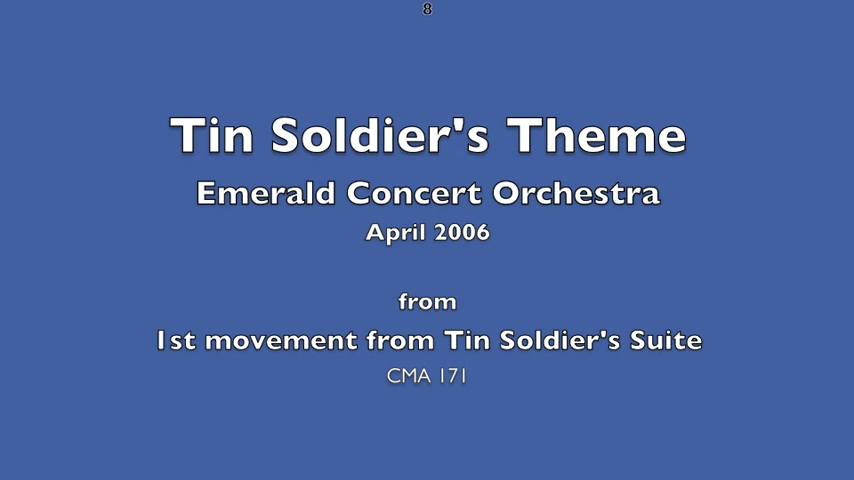 8
Tin Soldier's Theme
Emerald Concert Orchestra
April 2006
from
1st movement from Tin Soldier's Suite
CMA 171